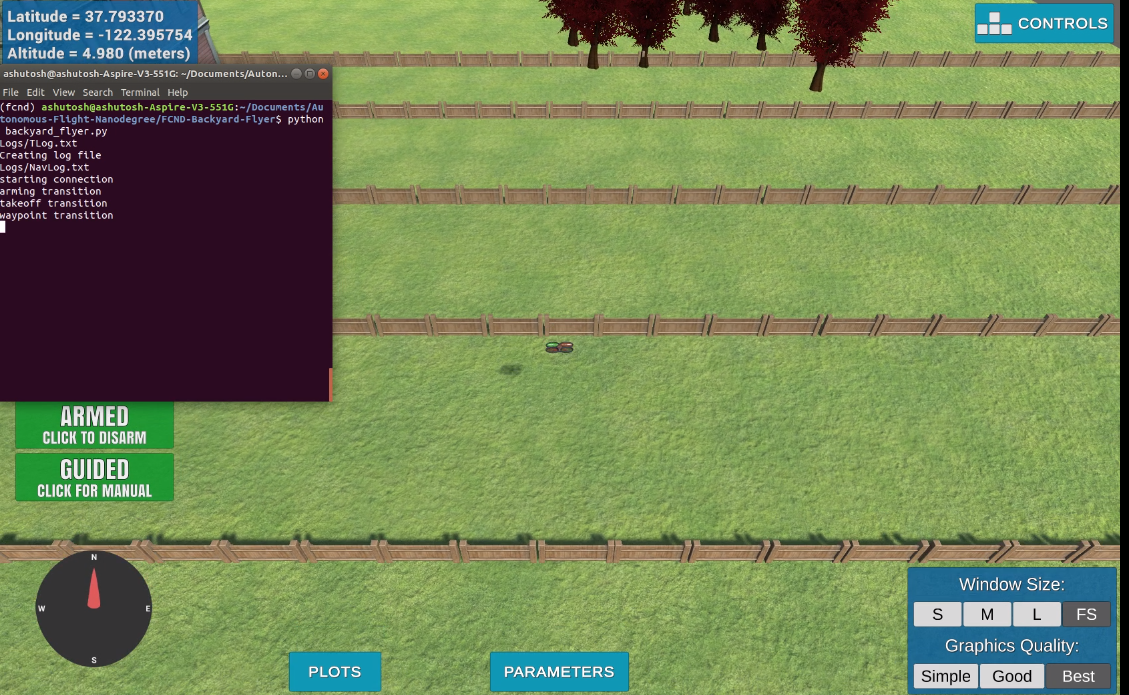 Latitude = 37.793370
Longitude = -122.395754
Altitude = 4.980 (meters)
CONTROLS
ashutosh@ashutosh-Aspire-V3-551G: ~/Documents/Auton...
File Edit View Search Terminal Help
(fcnd) ashutosh@ashutosh-Aspire-V3-551G:~/Documents/Au
tonomous-Flight-Nanodegree/FCND-Backyard-Flyer$ python
backyard_flyer.py
Logs/TLog.txt
Creating log file
Logs/NavLog.txt
starting connection
arming transition
takeoff transition
waypoint transition
ARMED
CLICK TO DISARM
GUIDED
CLICK FOR MANUAL
N
W E
S
PLOTS
PARAMETERS
Window Size:
S M L FS
Graphics Quality:
Simple Good Best